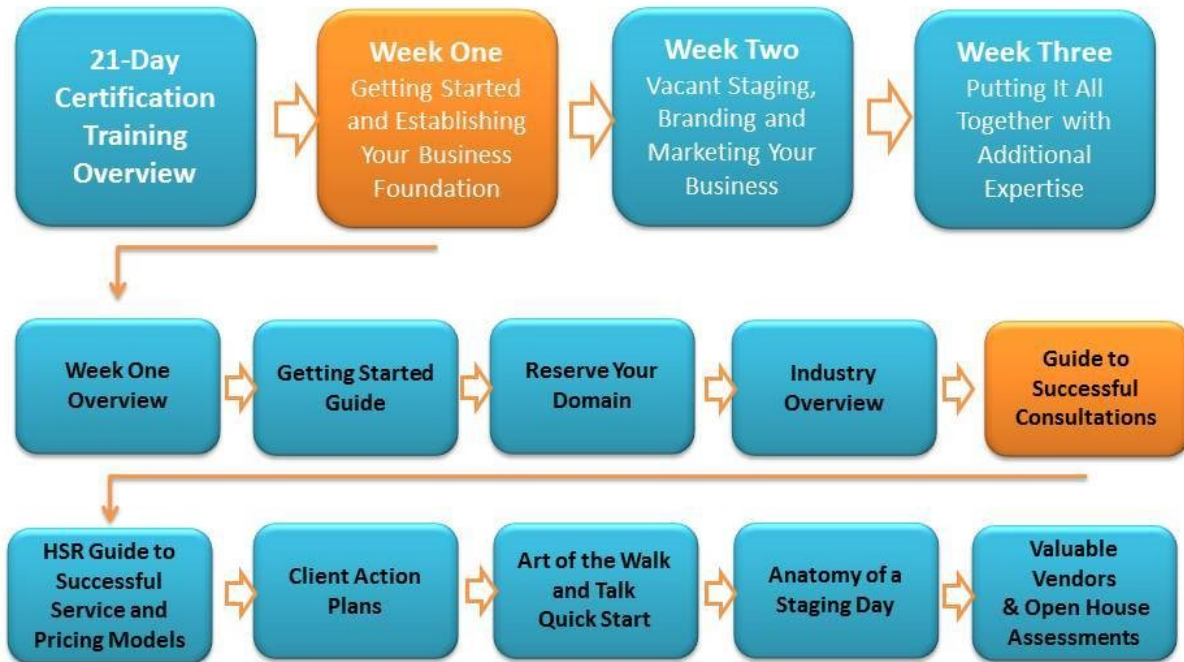 21-Day
Certification
Training
Overview
Week One
Getting Started
and Establishing
Your Business
Foundation
Week Two
Vacant Staging,
Branding and
Marketing Your
Business
Week Three
Putting It All
Together with
Additional
Expertise
Week One
Overview
Getting Started
Guide
Reserve Your
Domain
Industry
Overview
Guide to
Successful
Consultations
HSR Guide to
Successful
Service and
Pricing Models
Client Action
Plans
Art of the Walk
and Talk
Quick Start
Anatomy of a
Staging Day
Valuable
Vendors
& Open House
Assessments